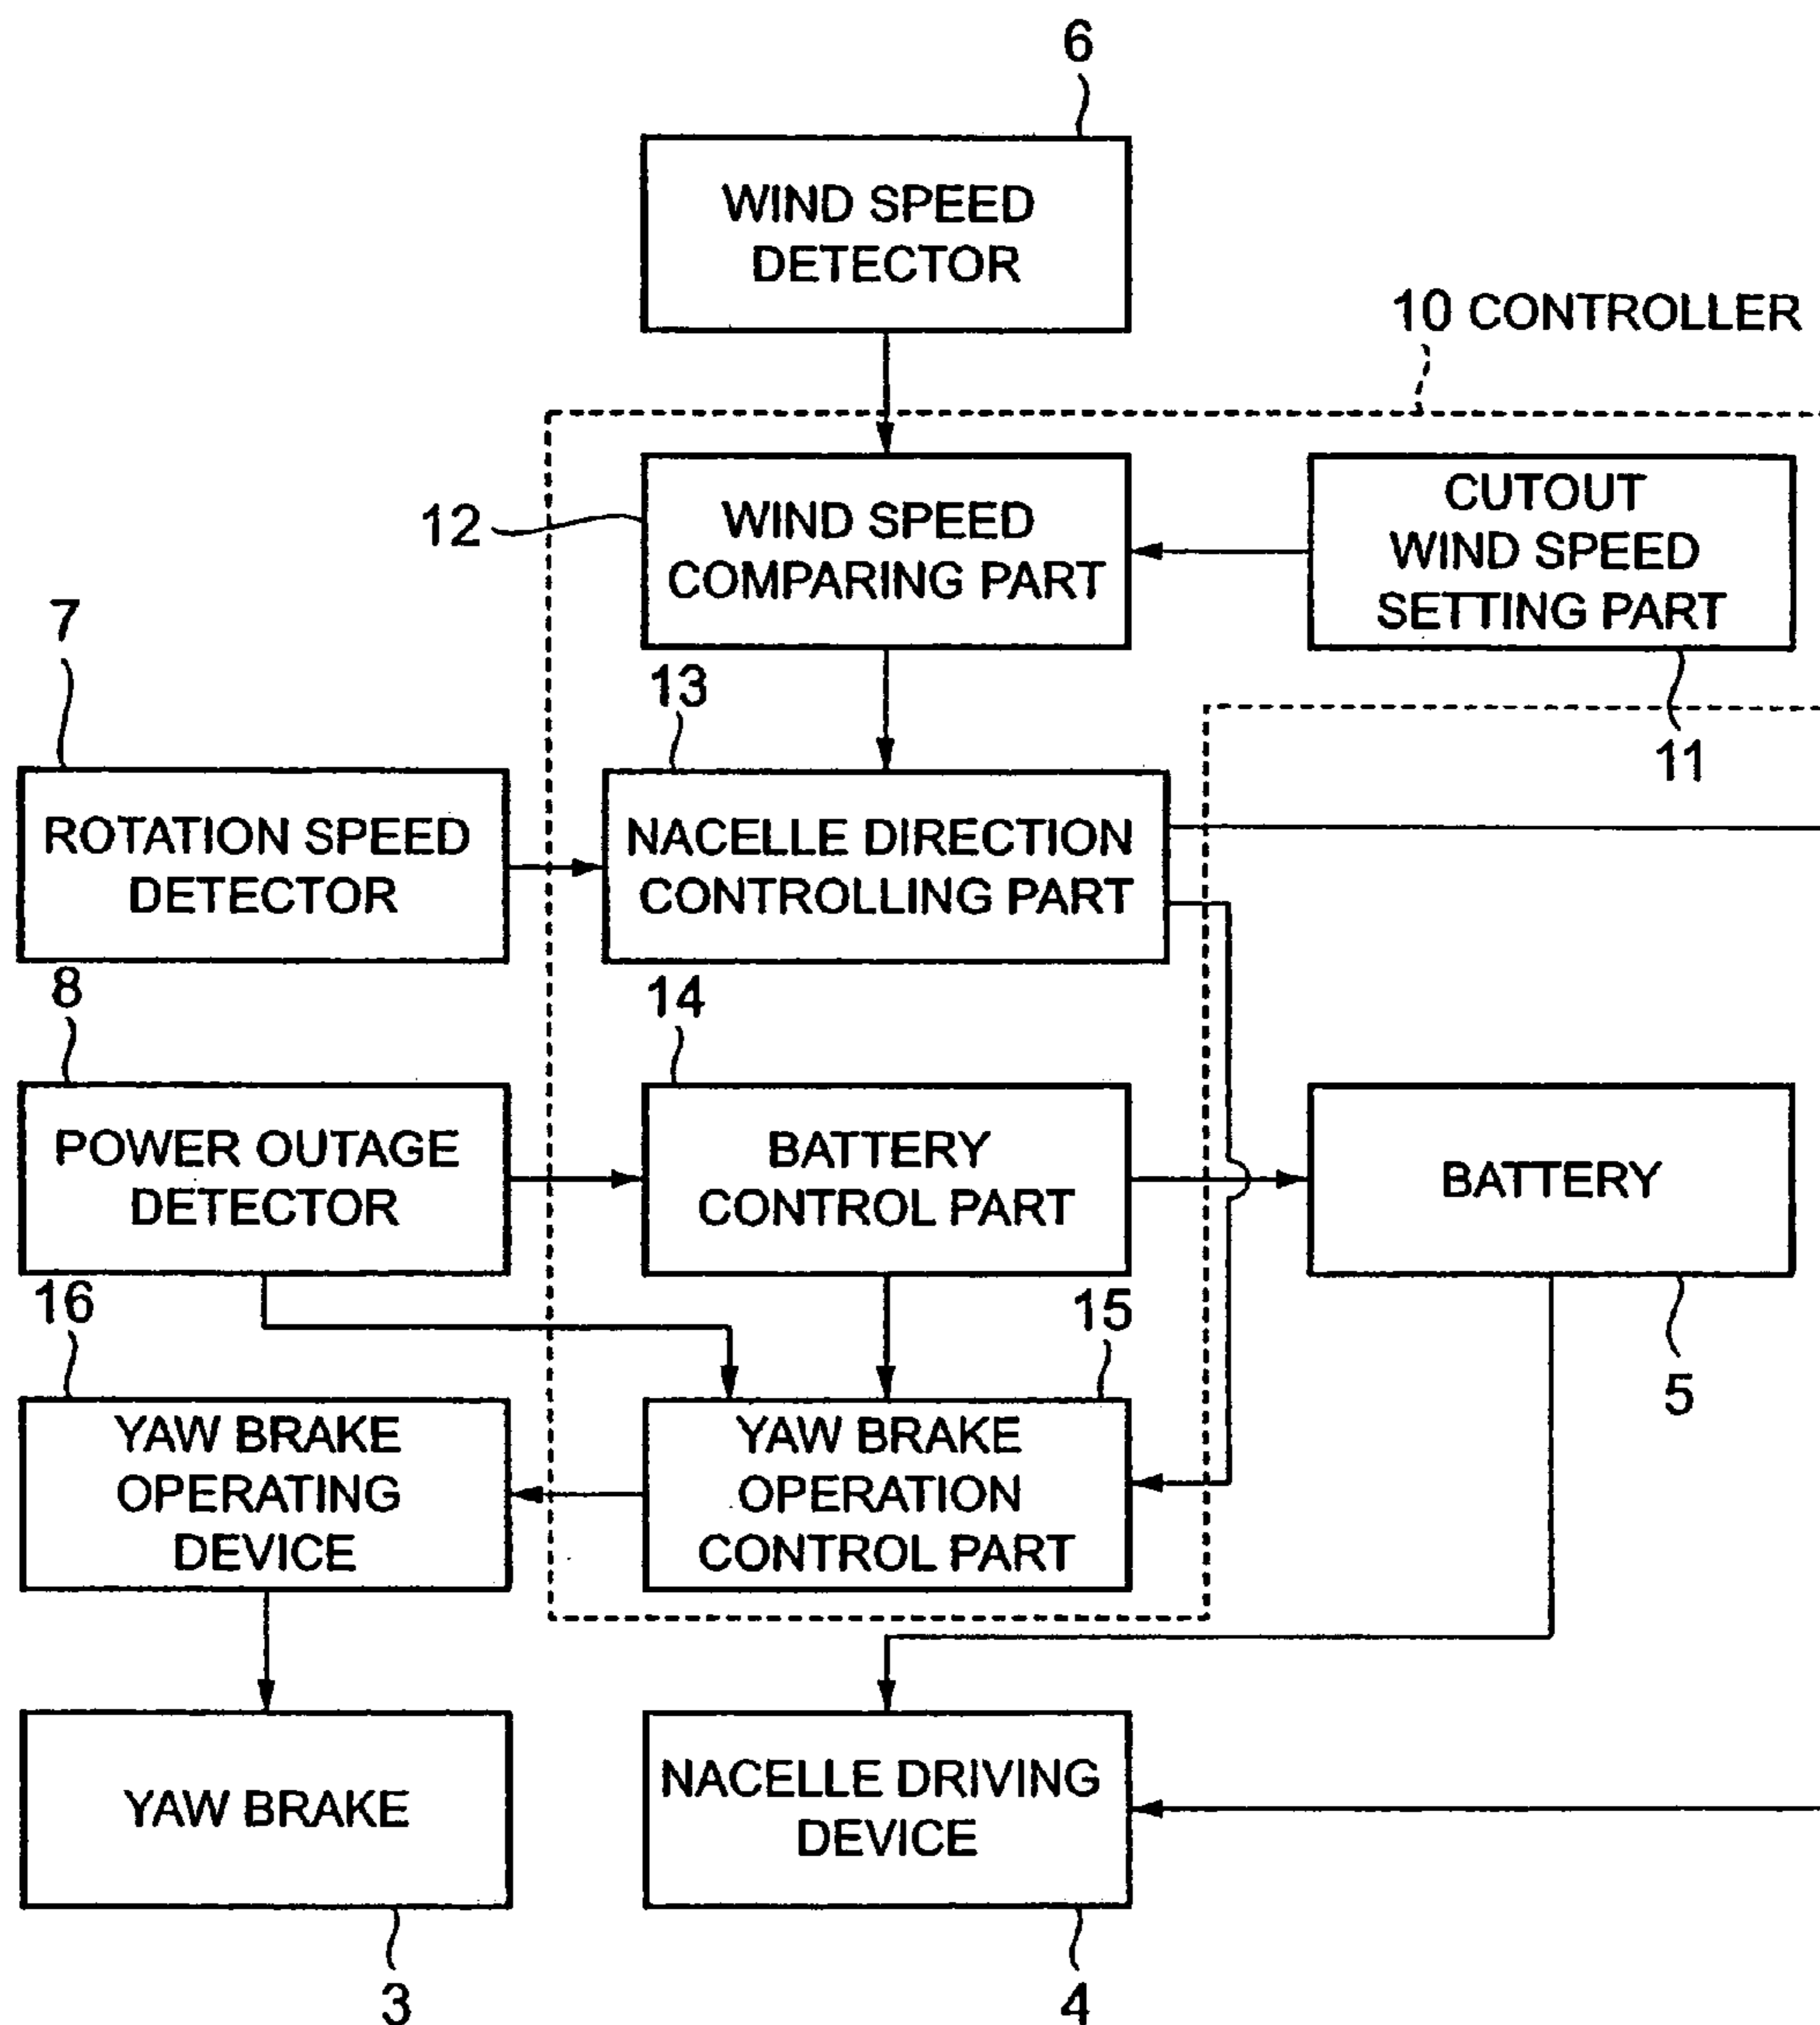 6
WIND SPEED
DETECTOR
10 CONTROLLER
12
WIND SPEED
COMPARING PART
CUTOUT
WIND SPEED
SETTING PART
11
7
13
ROTATION SPEED
DETECTOR
NACELLE DIRECTION
CONTROLLING PART
8
14
POWER OUTAGE
DETECTOR
BATTERY
CONTROL PART
BATTERY
5
16
15
YAW BRAKE
OPERATING
DEVICE
YAW BRAKE
OPERATION
CONTROL PART
YAW BRAKE
3
NACELLE DRIVING
DEVICE
4